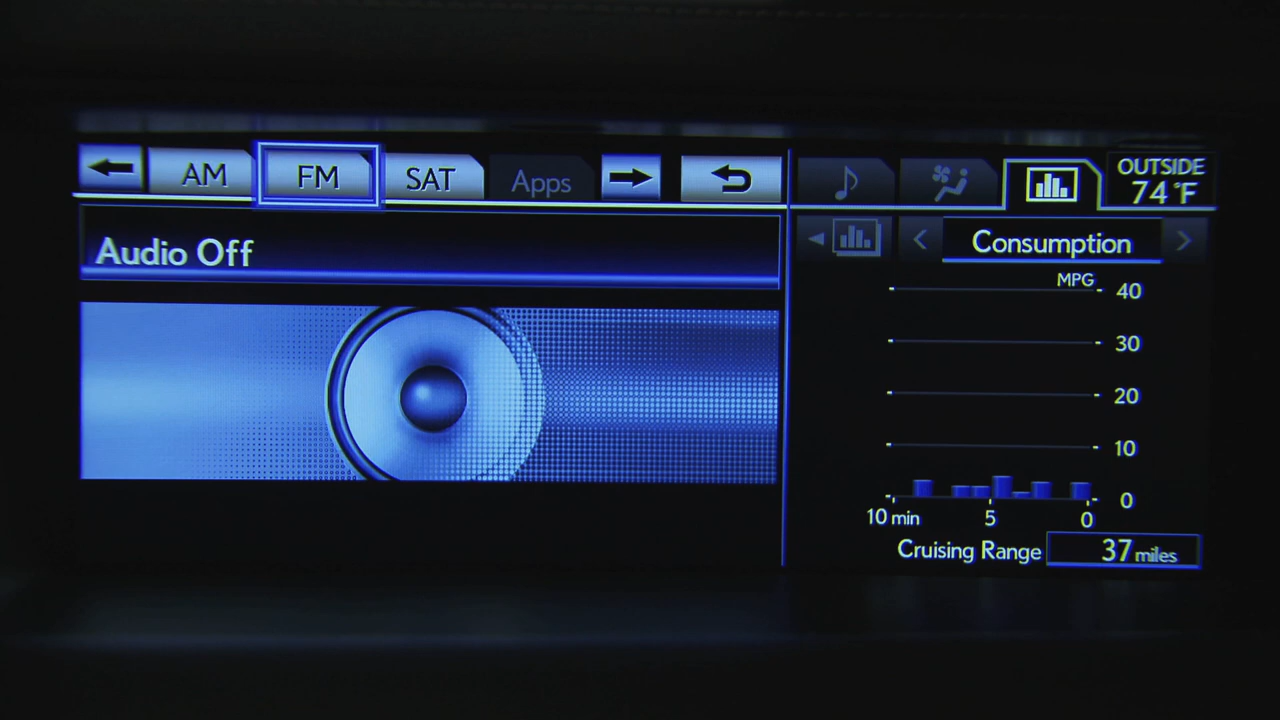 AM FM SAT Apps
OUTSIDE
74°F
Audio Off
Consumption
MPG
40
30
20
10
0
10 min 5 0
Cruising Range 37 miles